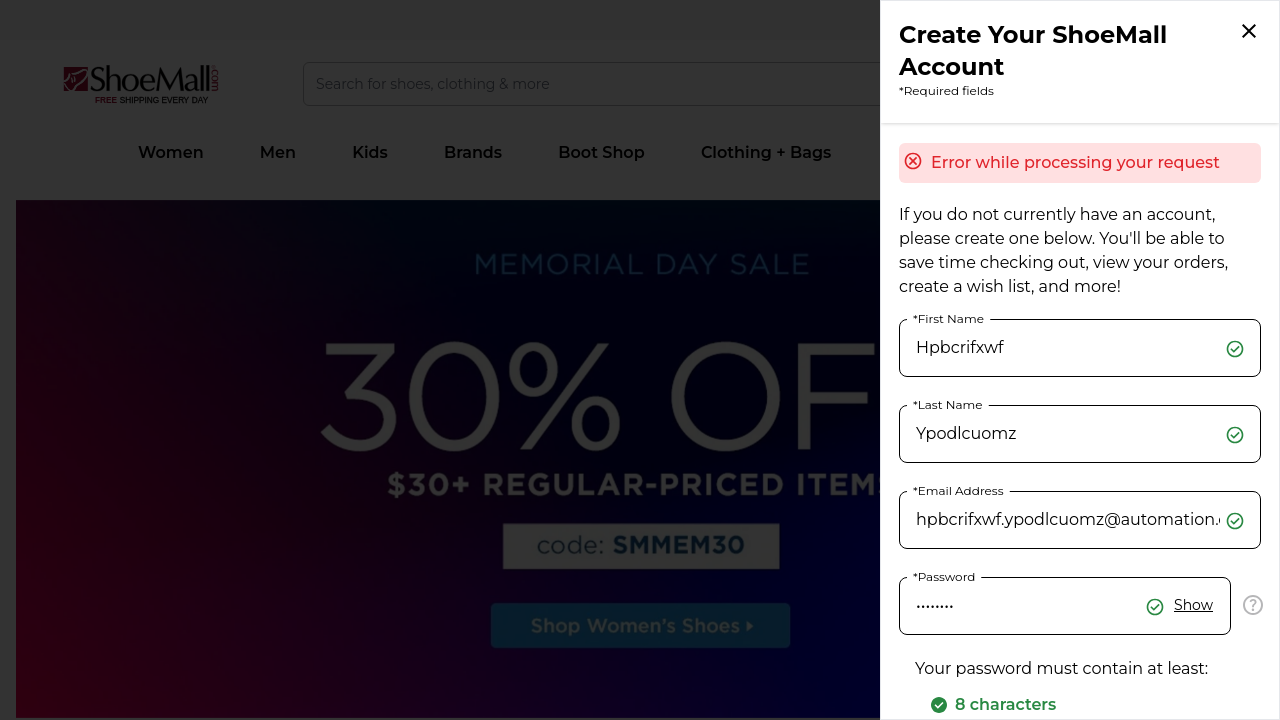 ShoeMall.com
FREE SHIPPING EVERY DAY
Search for shoes, clothing & more
Women
Men
Kids
Brands
Boot Shop
Clothing + Bags
MEMORIAL DAY SALE
30% OF
$30+ REGULAR-PRICED ITEMS
code: SMMEM30
Shop Women's Shoes
Create Your ShoeMall
Account
*Required fields
Error while processing your request
If you do not currently have an account,
please create one below. You'll be able to
save time checking out, view your orders,
create a wish list, and more!
*First Name
Hpbcrifxwf
*Last Name
Ypodlcuomz
*Email Address
hpbcrifxwf.ypodlcuomz@automation.
*Password
········
Show
Your password must contain at least:
8 characters